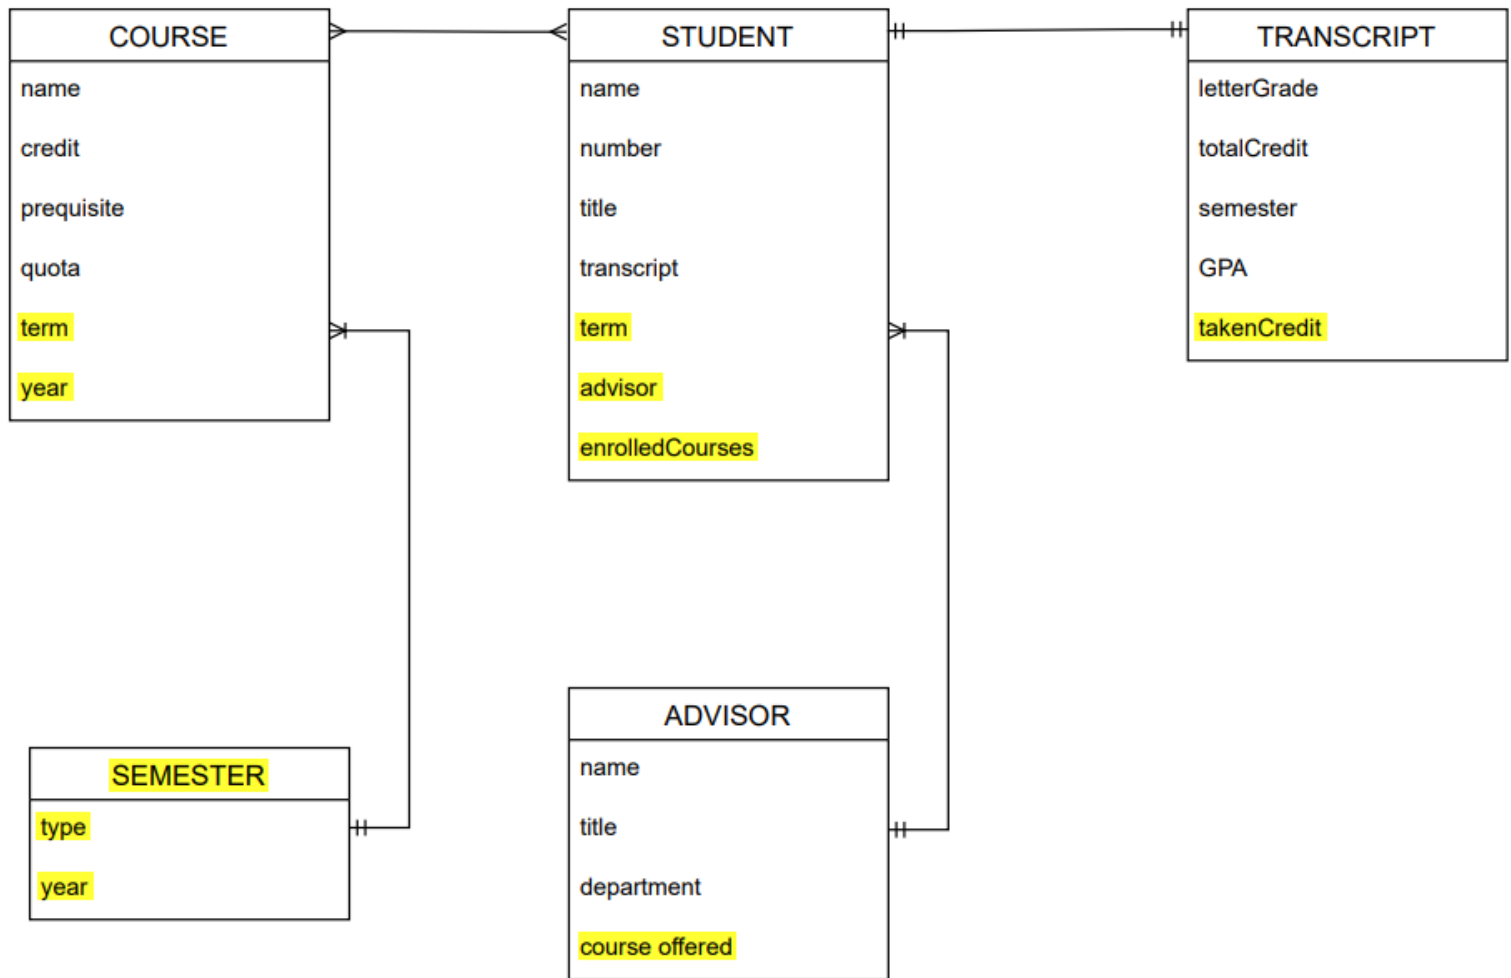 COURSE
name
credit
prequisite
quota
term
year
STUDENT
name
number
title
transcript
term
advisor
enrolledCourses
TRANSCRIPT
letterGrade
totalCredit
semester
GPA
takenCredit
SEMESTER
type
year
ADVISOR
name
title
department
course offered